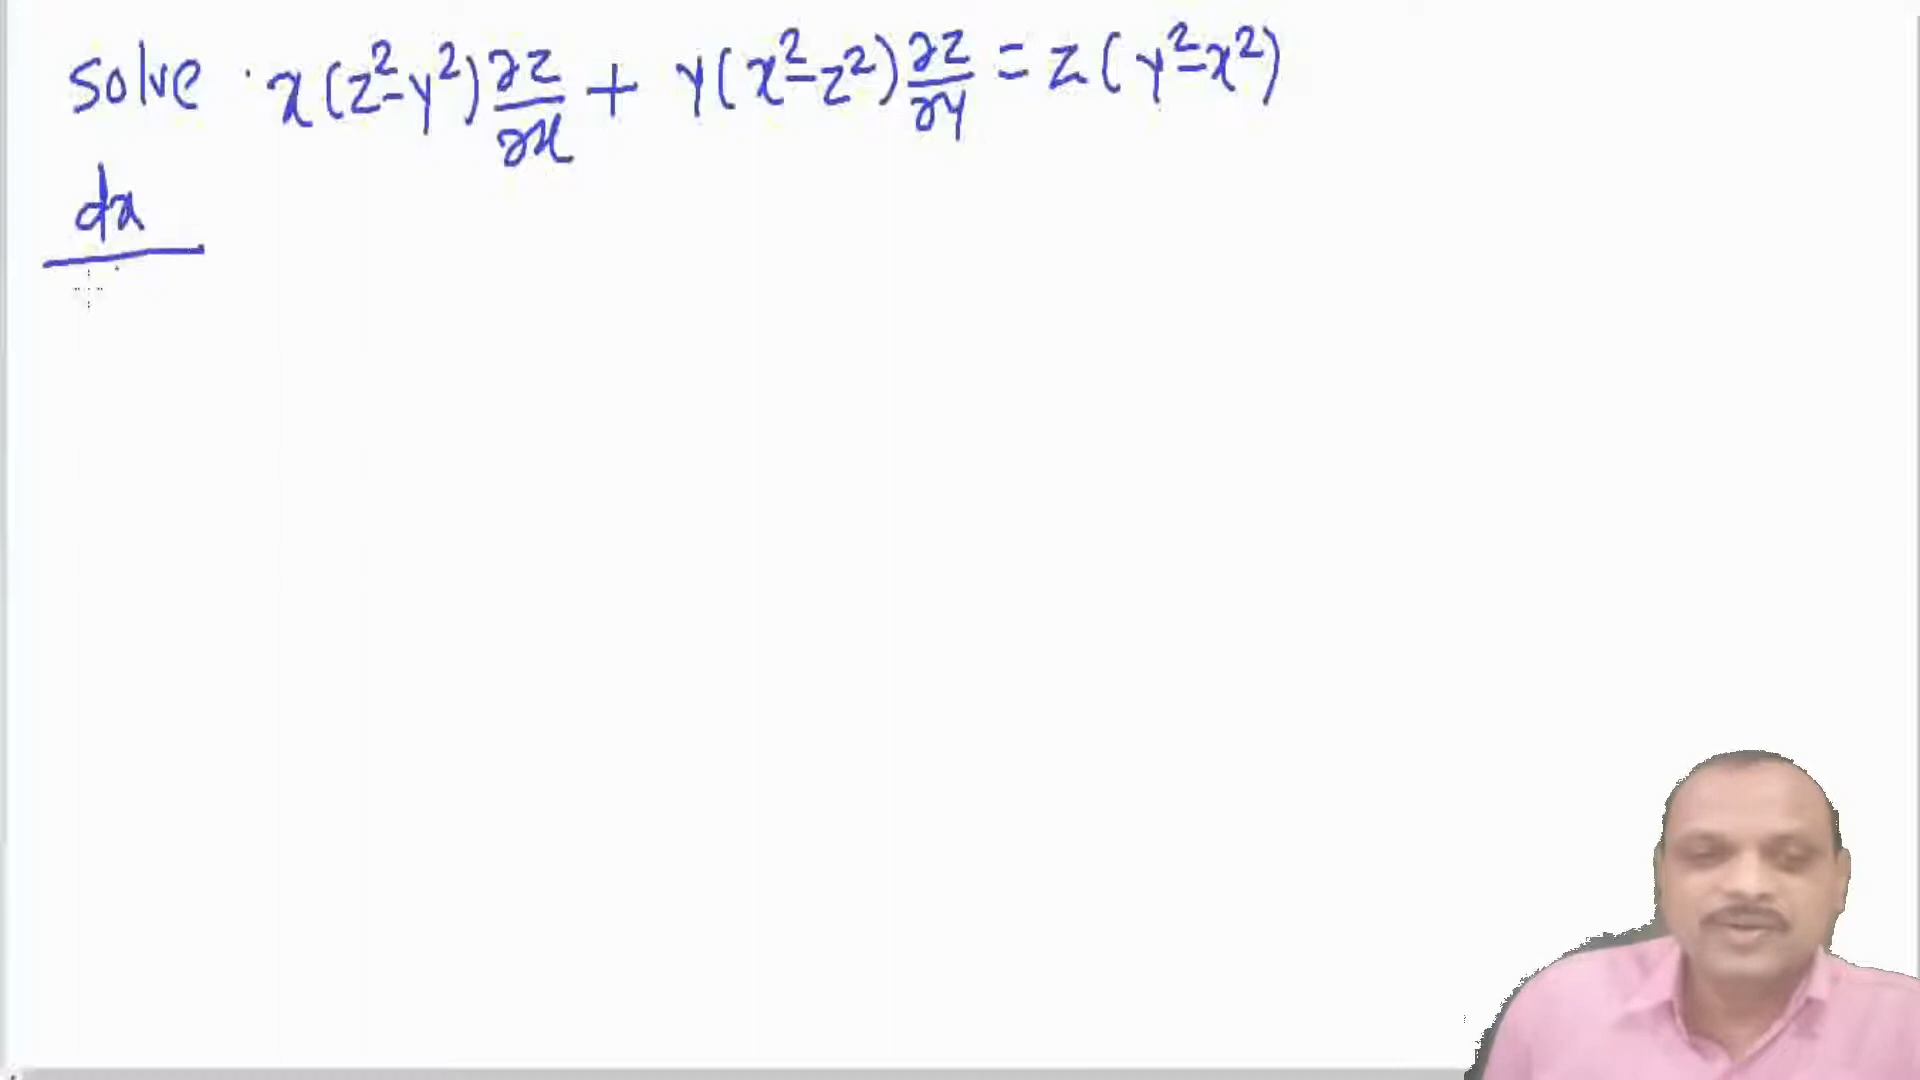 solve x(z²-y²)∂z/∂x + y(x²-z²)∂z/∂y = z(y²-x²)
dx